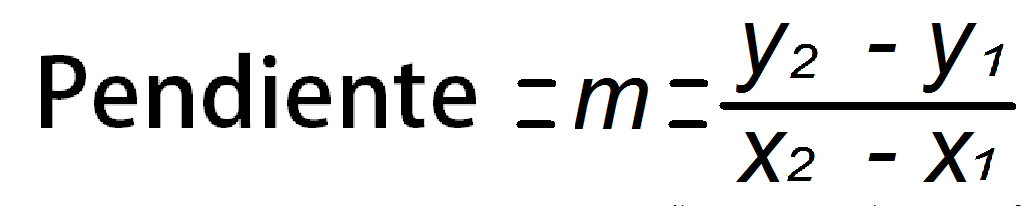 Pendiente = m = y₂ - y₁
x₂ - x₁